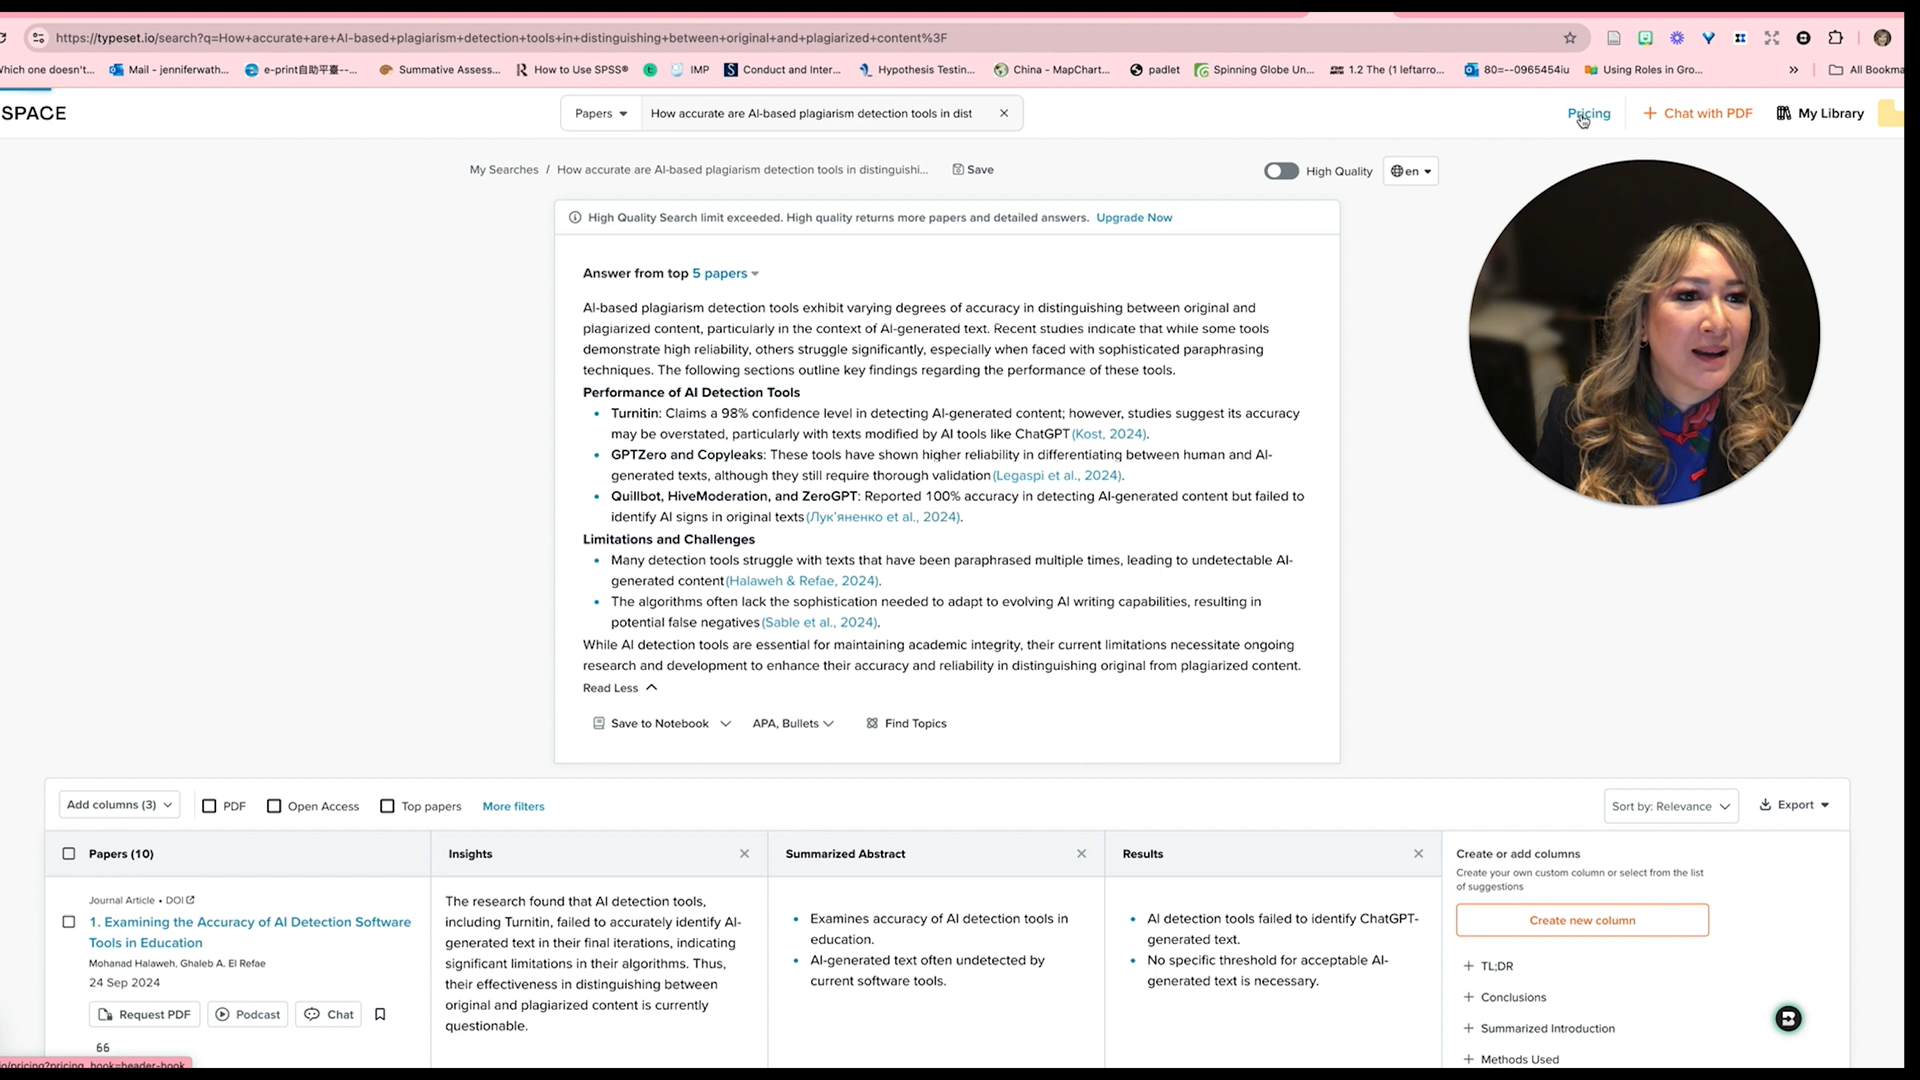 https://typeset.io/search?q=How+accurate+are+AI-based+plagiarism+detection+tools+in+distinguishing+between+original+and+plagiarized+content%3F
Which one doesn't... Mail - jenniferwath... e-print自助平臺--... Summative Assess... How to Use SPSS® IMP Conduct and Inter... Hypothesis Testin... China - MapChart... padlet Spinning Globe Un... 1.2 The (1 leftarro... 80=--0965454iu Using Roles in Gro... » All Bookma
SPACE
Papers
How accurate are AI-based plagiarism detection tools in dist
Pricing
Chat with PDF
My Library
My Searches / How accurate are AI-based plagiarism detection tools in distinguishi...
Save
High Quality
en
High Quality Search limit exceeded. High quality returns more papers and detailed answers. Upgrade Now
Answer from top 5 papers
AI-based plagiarism detection tools exhibit varying degrees of accuracy in distinguishing between original and
plagiarized content, particularly in the context of AI-generated text. Recent studies indicate that while some tools
demonstrate high reliability, others struggle significantly, especially when faced with sophisticated paraphrasing
techniques. The following sections outline key findings regarding the performance of these tools.
Performance of AI Detection Tools
• Turnitin: Claims a 98% confidence level in detecting AI-generated content; however, studies suggest its accuracy
may be overstated, particularly with texts modified by AI tools like ChatGPT (Kost, 2024).
• GPTZero and Copyleaks: These tools have shown higher reliability in differentiating between human and AI-
generated texts, although they still require thorough validation (Legaspi et al., 2024).
• Quillbot, HiveModeration, and ZeroGPT: Reported 100% accuracy in detecting AI-generated content but failed to
identify AI signs in original texts (Лук'яненко et al., 2024).
Limitations and Challenges
• Many detection tools struggle with texts that have been paraphrased multiple times, leading to undetectable AI-
generated content (Halaweh & Refae, 2024).
• The algorithms often lack the sophistication needed to adapt to evolving AI writing capabilities, resulting in
potential false negatives (Sable et al., 2024).
While AI detection tools are essential for maintaining academic integrity, their current limitations necessitate ongoing
research and development to enhance their accuracy and reliability in distinguishing original from plagiarized content.
Read Less
Save to Notebook
APA, Bullets
Find Topics
Add columns (3)
PDF
Open Access
Top papers
More filters
Sort by: Relevance
Export
Papers (10)
Insights
Summarized Abstract
Results
Create or add columns
Create your own custom column or select from the list
of suggestions
Create new column
+ TL;DR
+ Conclusions
+ Summarized Introduction
+ Methods Used
Journal Article • DOI
1. Examining the Accuracy of AI Detection Software
Tools in Education
Mohanad Halaweh, Ghaleb A. El Refae
24 Sep 2024
Request PDF
Podcast
Chat
66
The research found that AI detection tools,
including Turnitin, failed to accurately identify AI-
generated text in their final iterations, indicating
significant limitations in their algorithms. Thus,
their effectiveness in distinguishing between
original and plagiarized content is currently
questionable.
• Examines accuracy of AI detection tools in
education.
• AI-generated text often undetected by
current software tools.
• AI detection tools failed to identify ChatGPT-
generated text.
• No specific threshold for acceptable AI-
generated text is necessary.
io/pricing?pricing_hook=header-hook